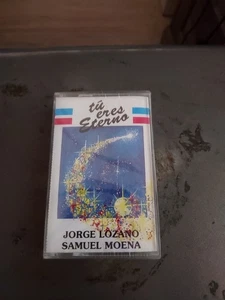 tú
eres
Eterno
JORGE LOZANO
SAMUEL MOENA